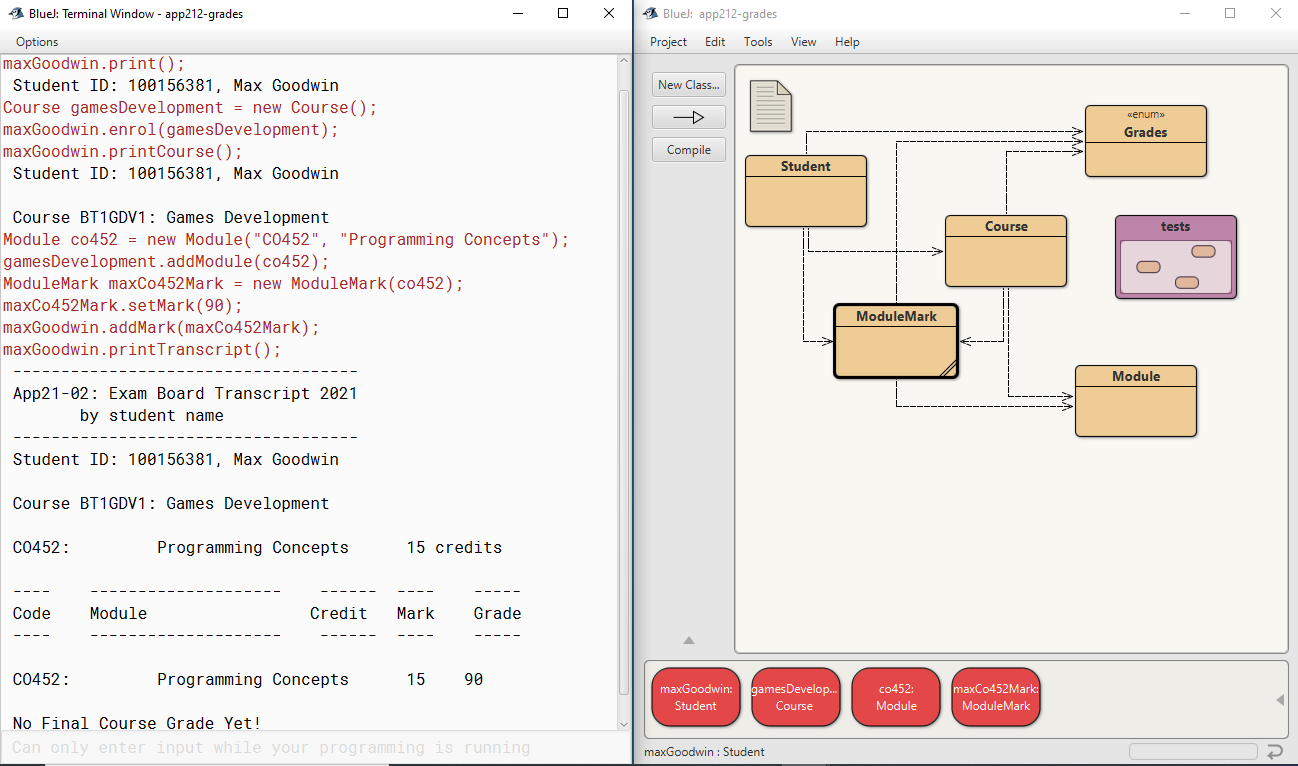 BlueJ: Terminal Window - app212-grades
Options
maxGoodwin.print();
Student ID: 100156381, Max Goodwin
Course gamesDevelopment = new Course();
maxGoodwin.enrol(gamesDevelopment);
maxGoodwin.printCourse();
Student ID: 100156381, Max Goodwin
Course BT1GDV1: Games Development
Module co452 = new Module("CO452", "Programming Concepts");
gamesDevelopment.addModule(co452);
ModuleMark maxCo452Mark = new ModuleMark(co452);
maxCo452Mark.setMark(90);
maxGoodwin.addMark(maxCo452Mark);
maxGoodwin.printTranscript();
------------------------------------
App21-02: Exam Board Transcript 2021
by student name
------------------------------------
Student ID: 100156381, Max Goodwin
Course BT1GDV1: Games Development
CO452: Programming Concepts 15 credits
---- -------------------- ------ ---- -----
Code Module Credit Mark Grade
---- -------------------- ------ ---- -----
CO452: Programming Concepts 15 90
No Final Course Grade Yet!
Can only enter input while your programming is running
BlueJ: app212-grades
Project Edit Tools View Help
New Class...
Compile
«enum»
Grades
Student
Course
tests
ModuleMark
Module
maxGoodwin:
Student
gamesDevelop...
Course
co452:
Module
maxCo452Mark:
ModuleMark
maxGoodwin : Student